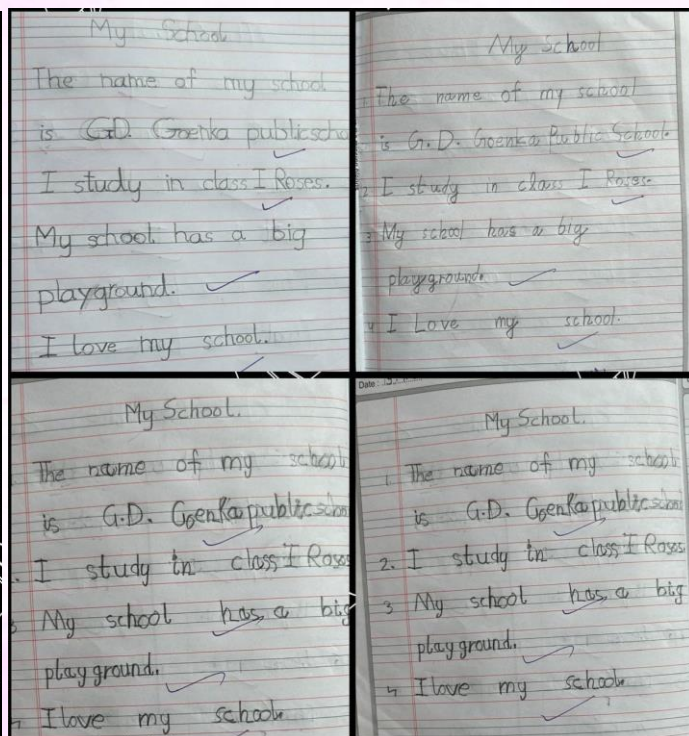 My School
The name of my school
is G.D. Goenka publicscho
I study in class I Roses.
My school has a big
playground.
I love my school.
My School
The name of my school
is G.D. Goenka Public School.
2 I study in class I Roses.
3 My school has a big
playground.
4 I Love my school.
My School.
The name of my school
is G.D. Goenka publicschoo
. I study in class I Roses
3 My school has a big
playground.
4 I love my school.
Date :
My School.
1. The name of my school
is G.D. Goenka publicschoo
2. I study in class I Roses
3 My school has a big
playground.
4 I love my school.